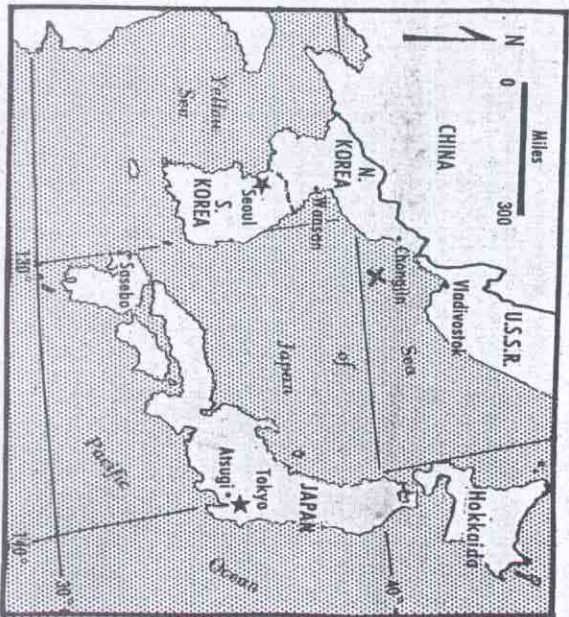 N
0
300
Miles
CHINA
U.S.S.R.
Vladivostok
Chongjin
N.
KOREA
Wonsan
Seoul
S.
KOREA
Yellow
Sea
Sea
of
Japan
Hokkaido
JAPAN
Tokyo
Atsugi
Sasebo
Pacific
Ocean
130°
140°
30°
40°